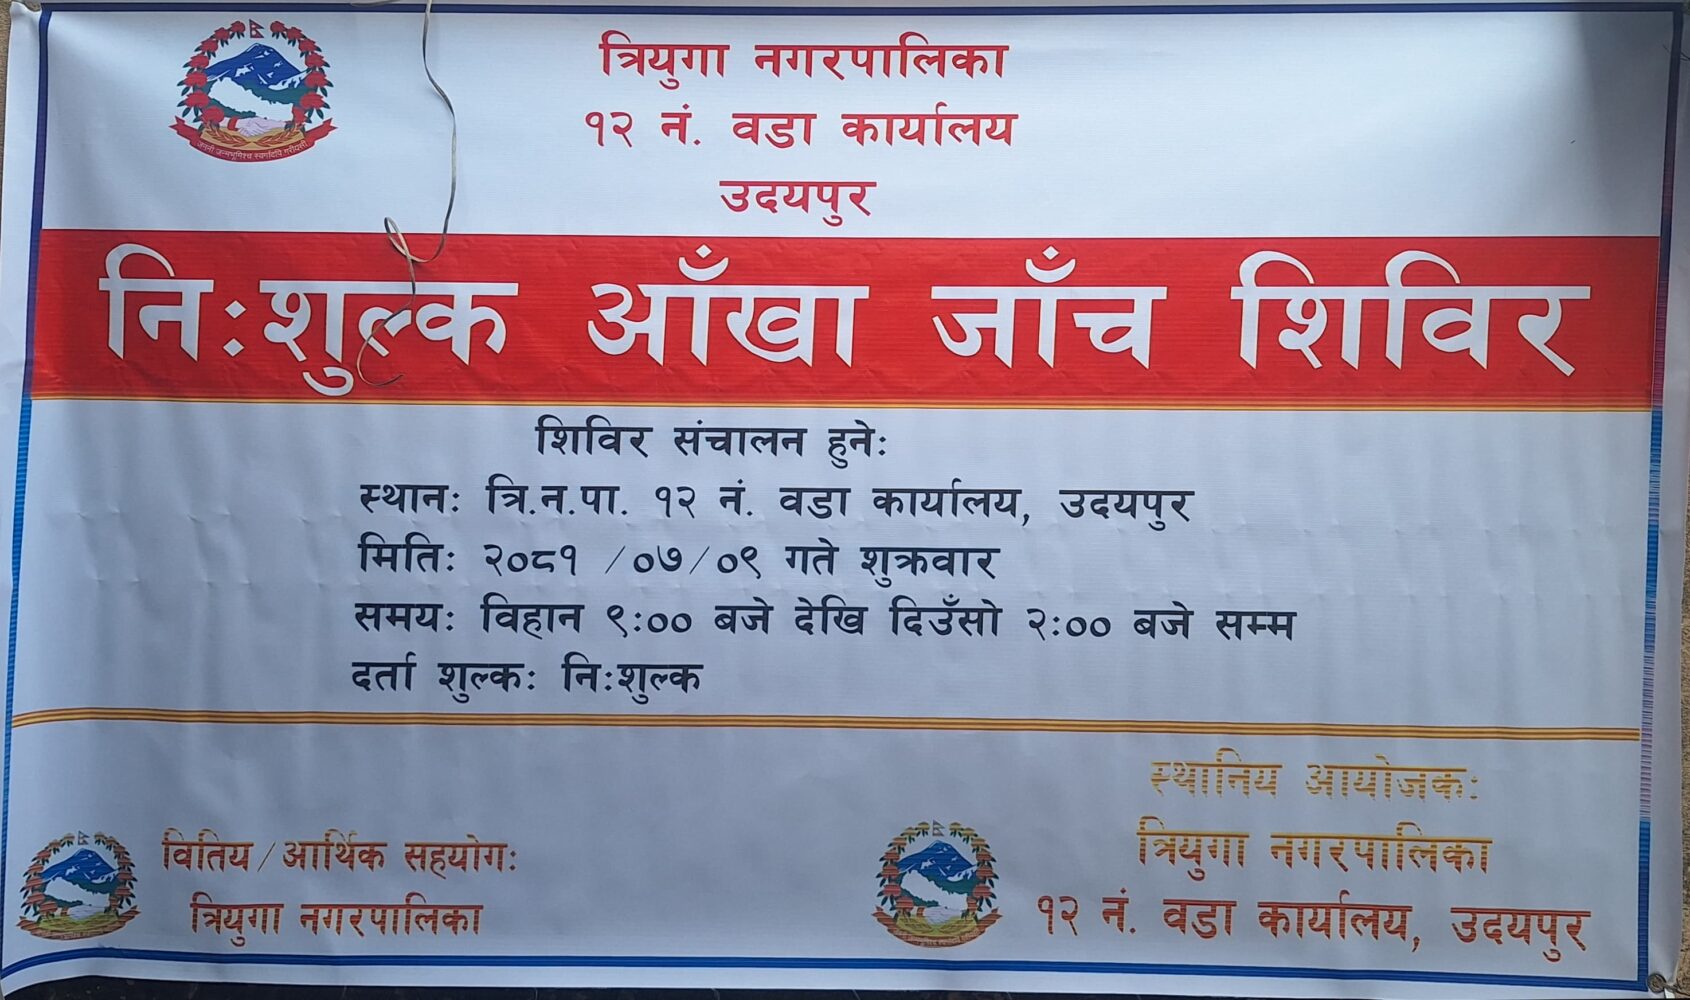 त्रियुगा नगरपालिका
१२ नं. वडा कार्यालय
उदयपुर
नि:शुल्क आँखा जाँच शिविर
शिविर संचालन हुने:
स्थान: त्रि.न.पा. १२ नं. वडा कार्यालय, उदयपुर
मिति: २०८१ /०७/०९ गते शुक्रवार
समय: विहान ९:०० बजे देखि दिउँसो २:०० बजे सम्म
दर्ता शुल्क: नि:शुल्क
वितिय/आर्थिक सहयोग:
त्रियुगा नगरपालिका
स्थानिय आयोजक:
त्रियुगा नगरपालिका
१२ नं. वडा कार्यालय, उदयपुर